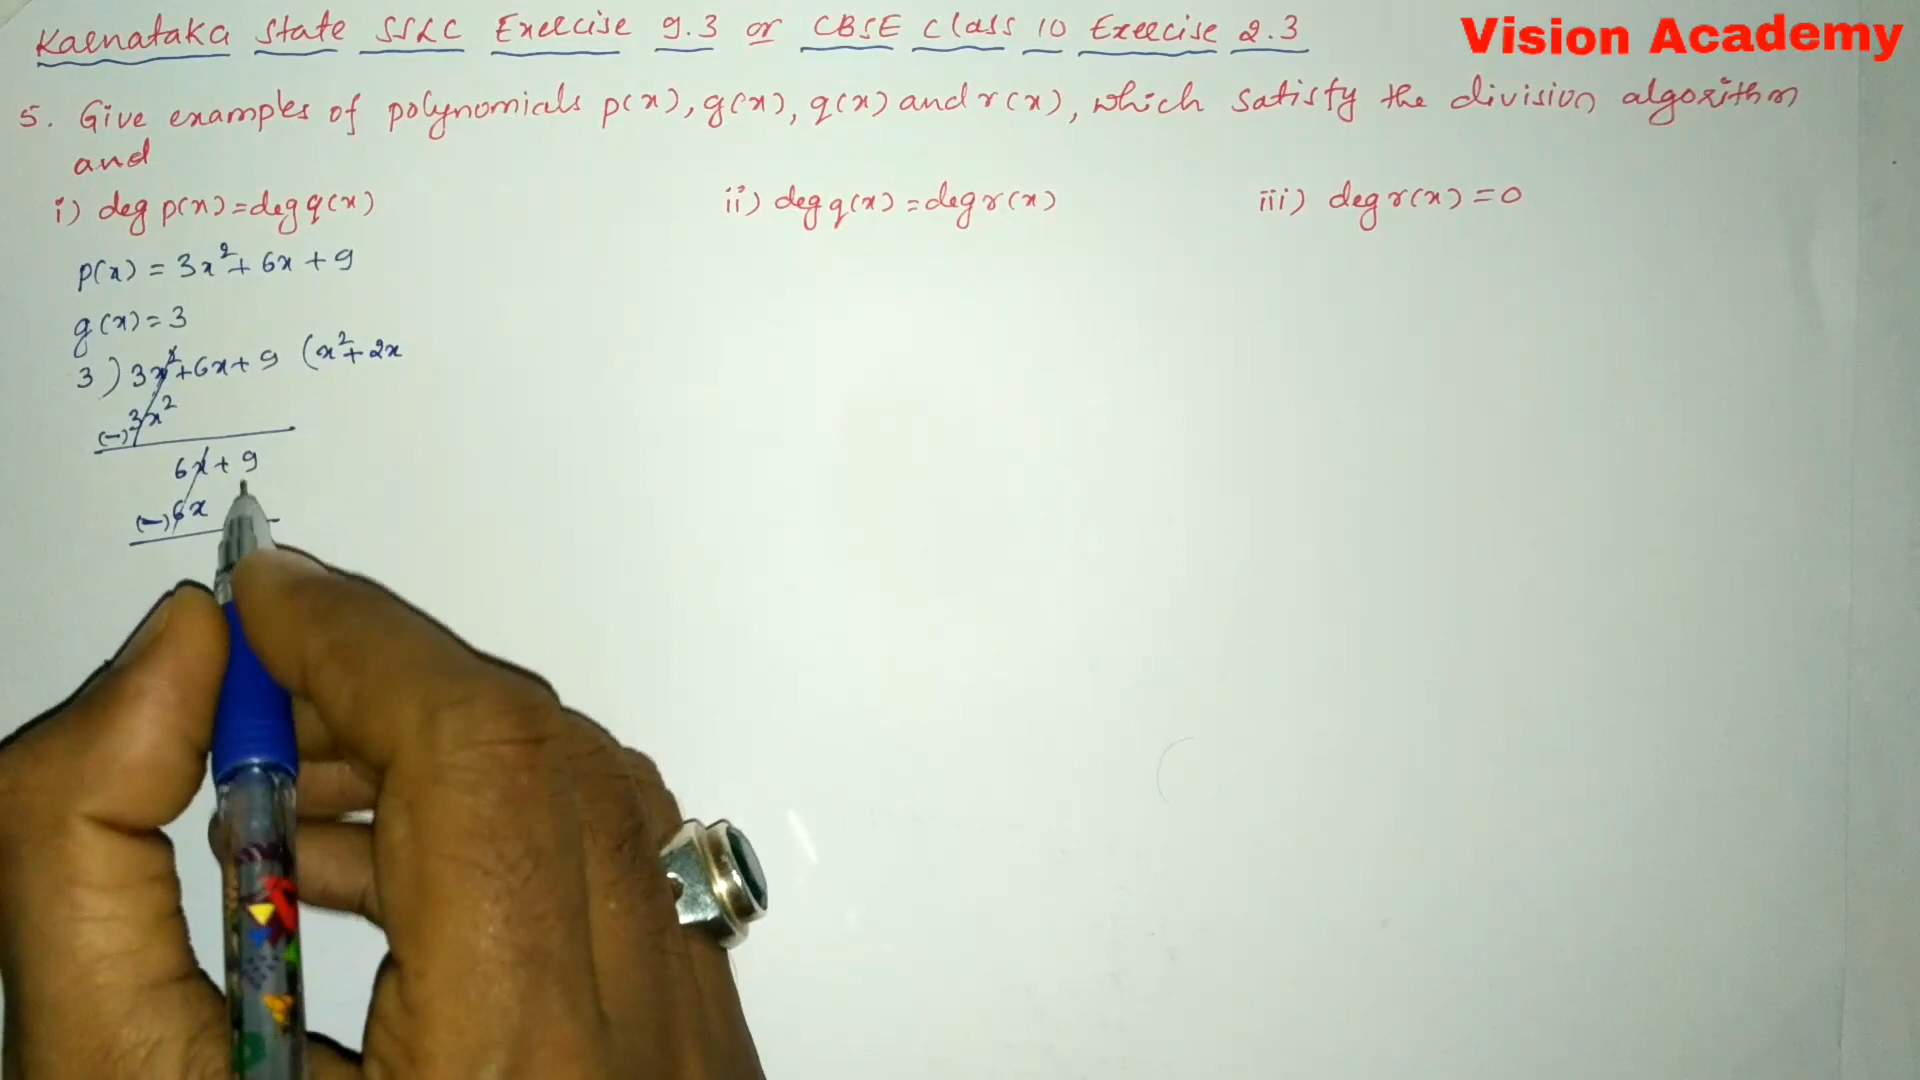 Karnataka State SSLC Exercise 9.3 or CBSE Class 10 Exercise 2.3
Vision Academy
5. Give examples of polynomials p(x), g(x), q(x) and r(x), which satisfy the division algorithm
and
i) deg p(x) = deg q(x)
ii) deg q(x) = deg r(x)
iii) deg r(x) = 0
p(x) = 3x² + 6x + 9
g(x) = 3
3 ) 3x² + 6x + 9 ( x² + 2x
(-) 3x²
6x + 9
(-) 6x